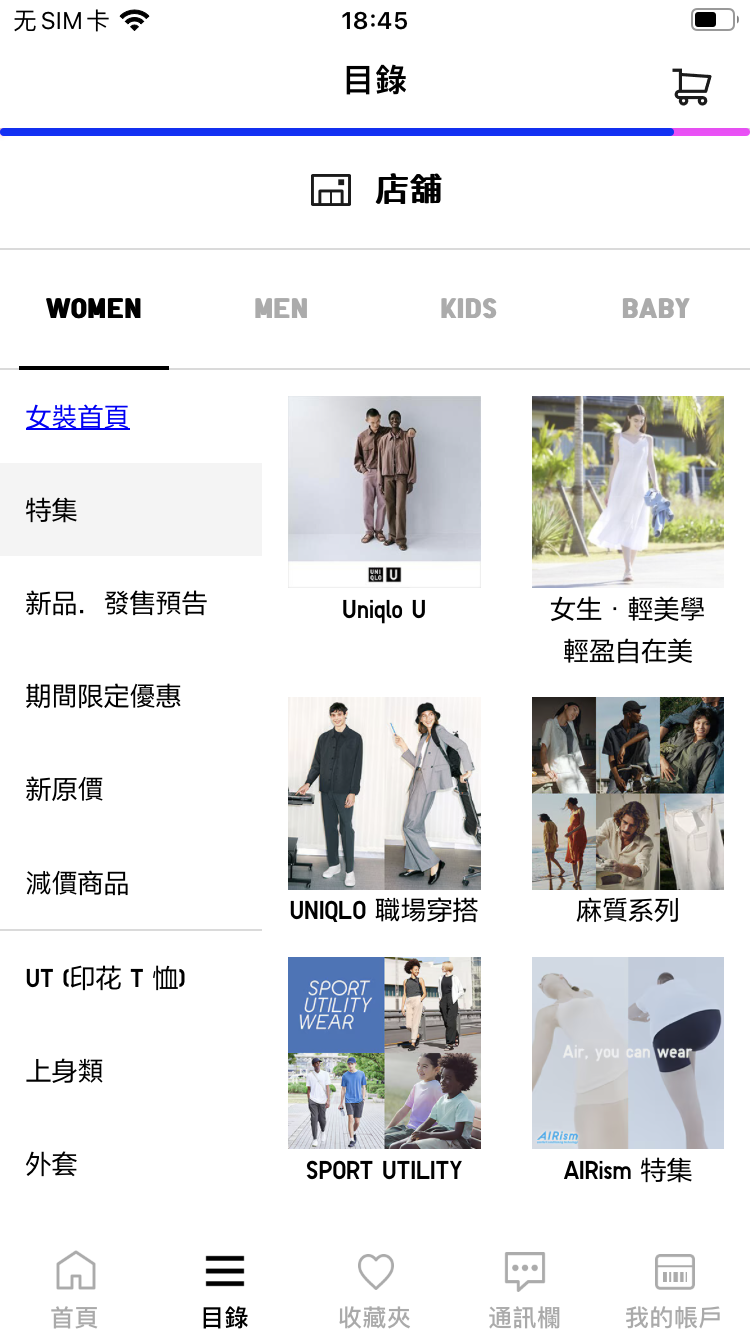 无SIM卡
18:45
目錄
店舖
WOMEN
MEN
KIDS
BABY
女裝首頁
特集
新品．發售預告
期間限定優惠
新原價
減價商品
UT (印花 T 恤)
上身類
外套
UNI
QLO
U
Uniqlo U
女生‧輕美學
輕盈自在美
UNIQLO 職場穿搭
麻質系列
SPORT
UTILITY
WEAR
SPORT UTILITY
Air, you can wear
AIRism
AIRism 特集
首頁
目錄
收藏夾
通訊欄
我的帳戶